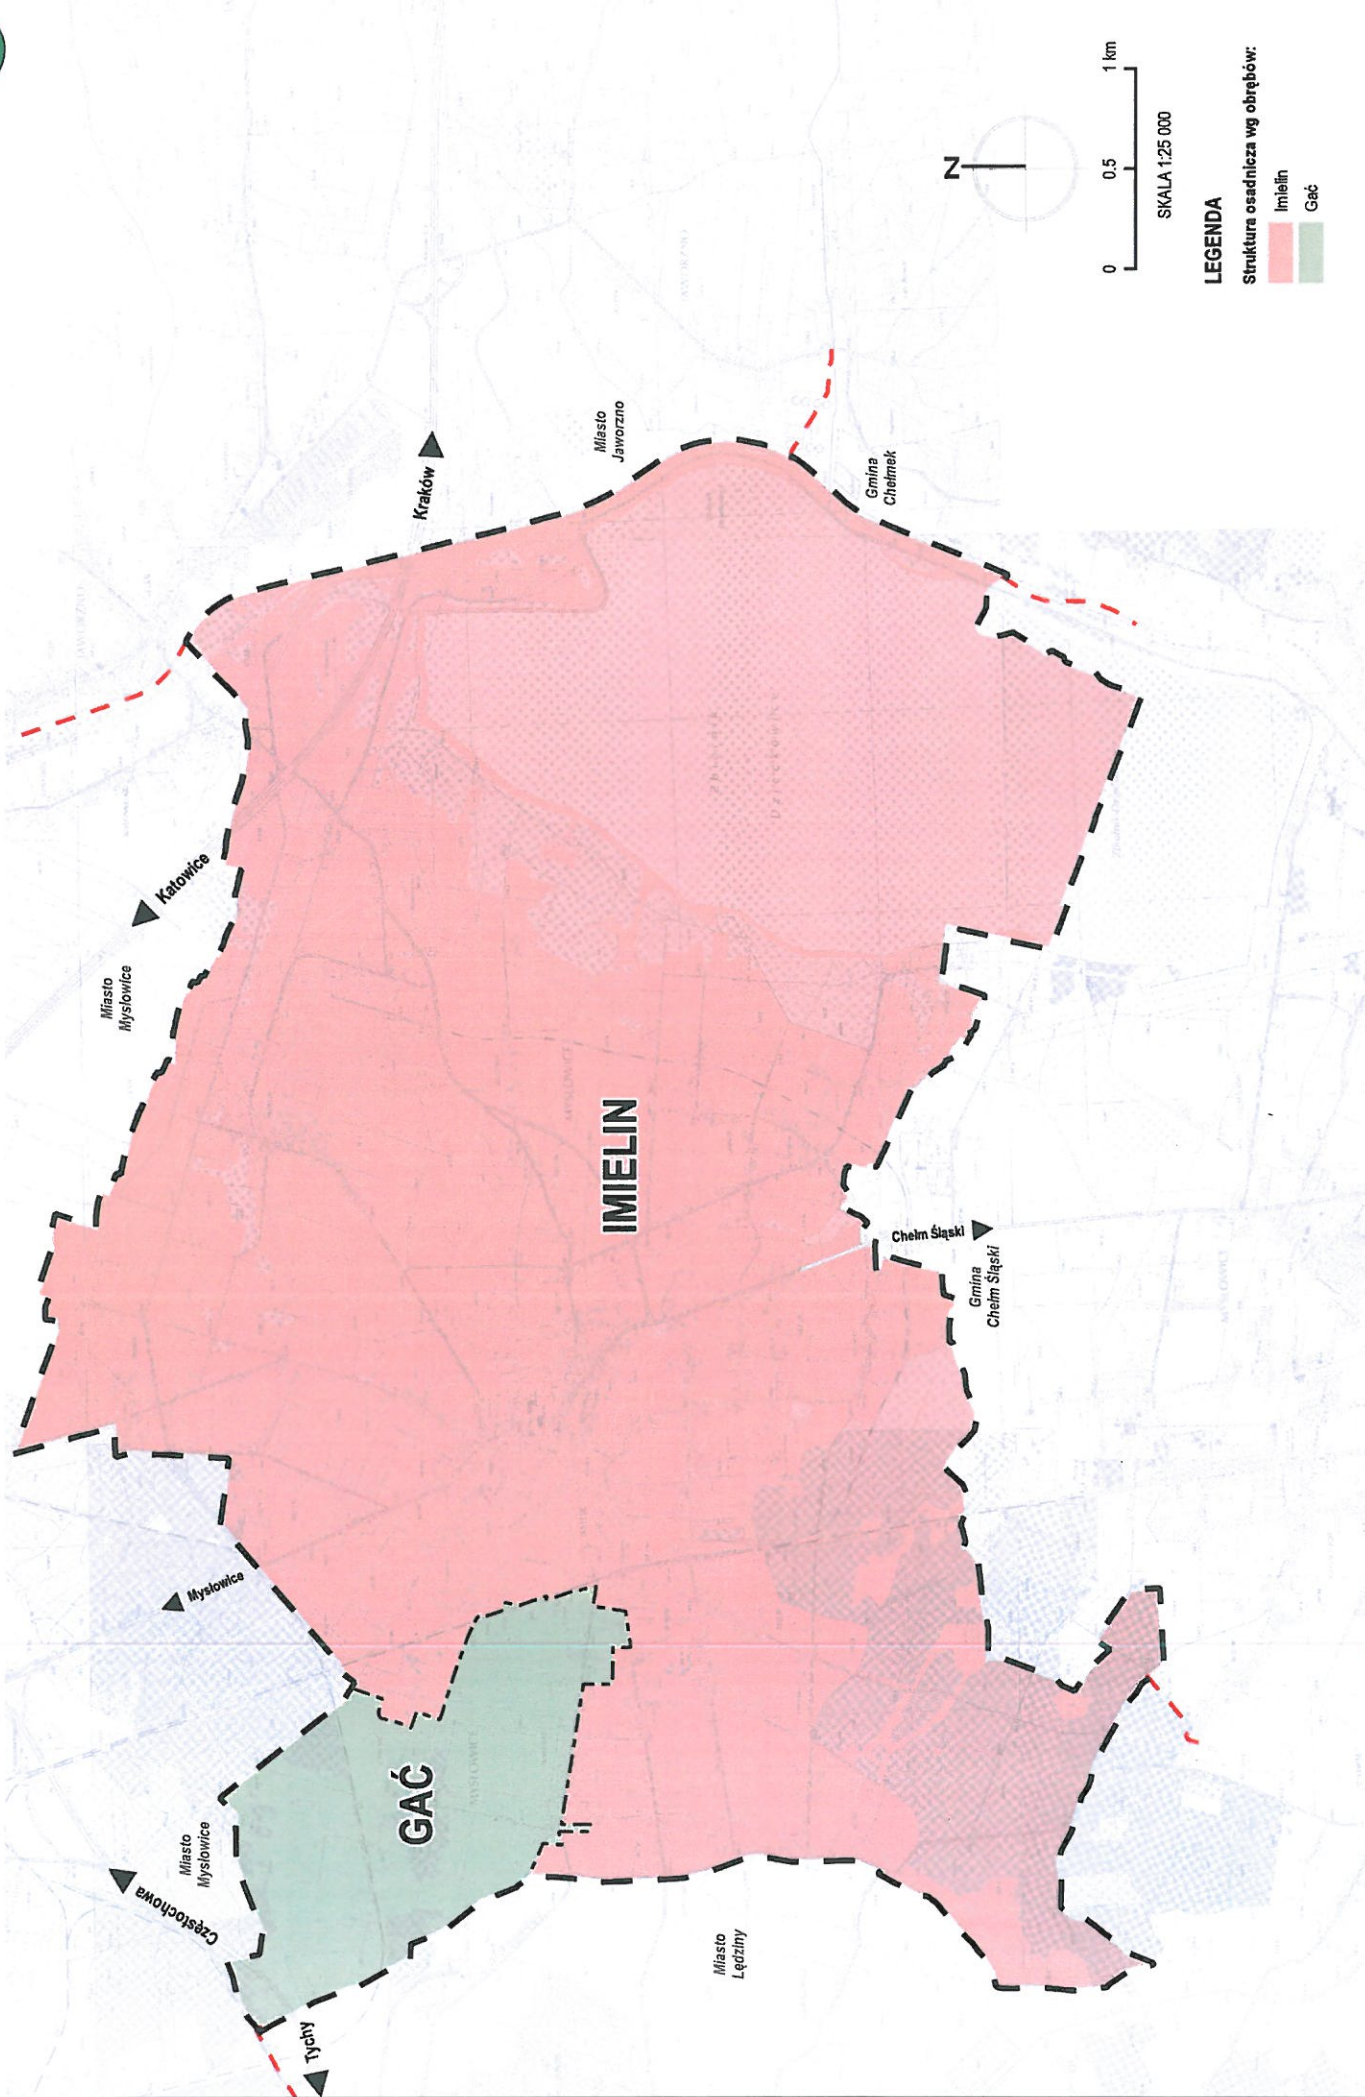 Częstochowa
Miasto
Mysłowice
Tychy
GAĆ
Mysłowice
Miasto
Lędziny
Miasto
Mysłowice
Katowice
IMIELIN
Chełm Śląski
Gmina
Chełm Śląski
Kraków
Miasto
Jaworzno
Gmina
Chełmek
N
0
0.5
1 km
SKALA 1:25 000
LEGENDA
Struktura osadnicza wg obrębów:
Imielin
Gać